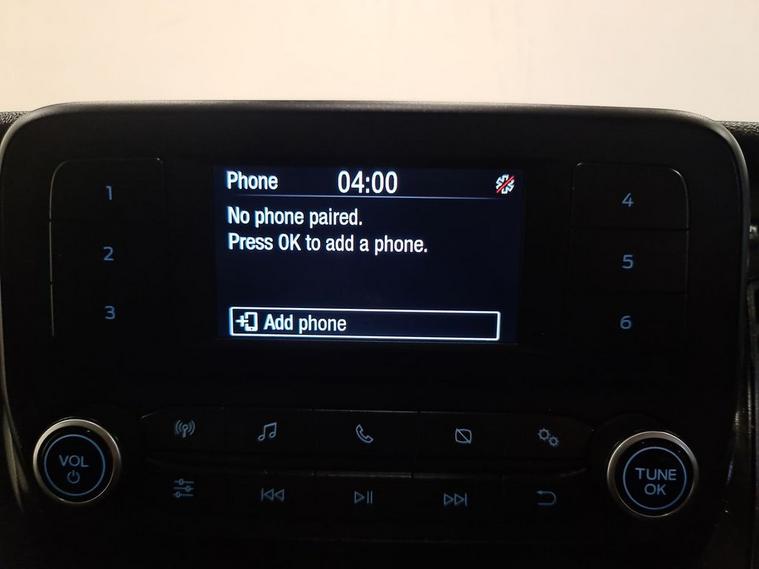 Phone 04:00
No phone paired.
Press OK to add a phone.
Add phone
1
2
3
4
5
6
VOL
TUNE
OK